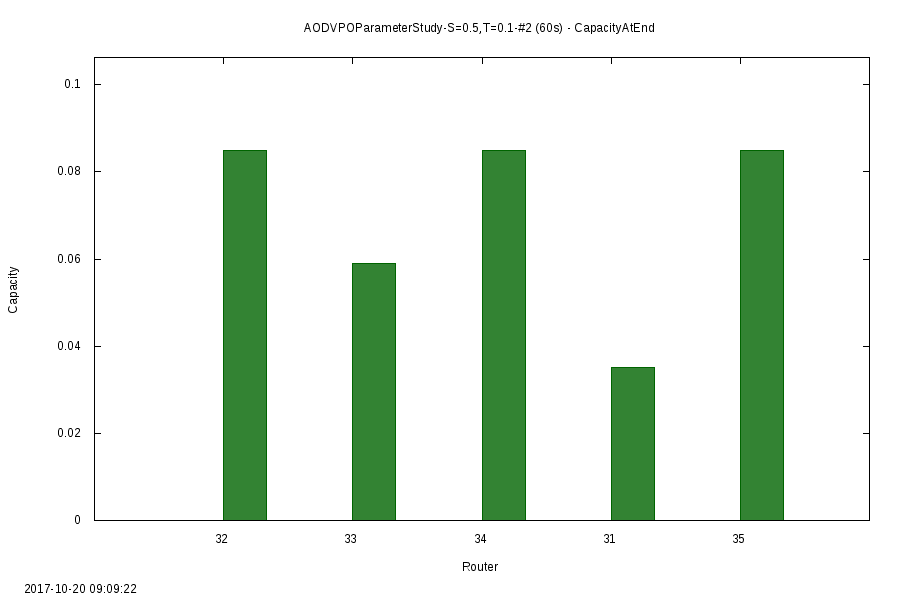 AODVPOParameterStudy-S=0.5,T=0.1-#2 (60s) - CapacityAtEnd
0.1
0.08
0.06
0.04
0.02
0
Capacity
32 33 34 31 35
Router
2017-10-20 09:09:22